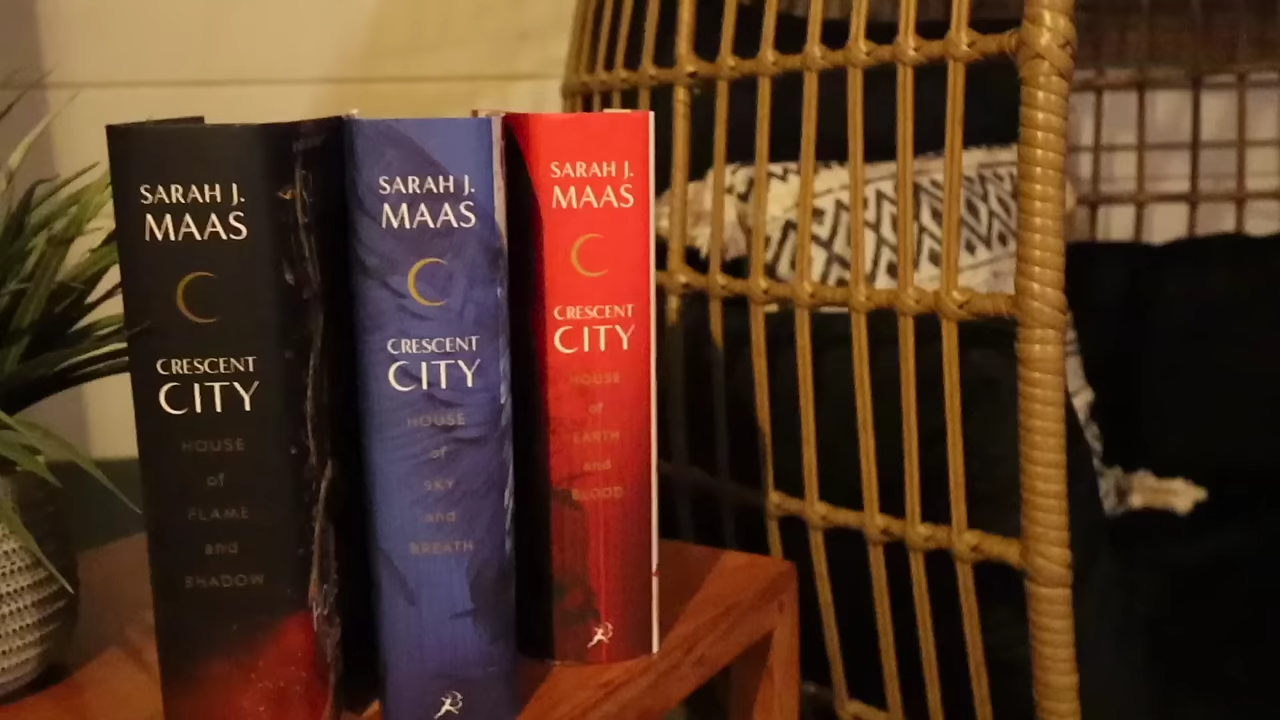 SARAH J.
MAAS
CRESCENT
CITY
HOUSE
of
FLAME
and
SHADOW
SARAH J.
MAAS
CRESCENT
CITY
HOUSE
of
SKY
and
BREATH
SARAH J.
MAAS
CRESCENT
CITY
HOUSE
of
EARTH
and
BLOOD